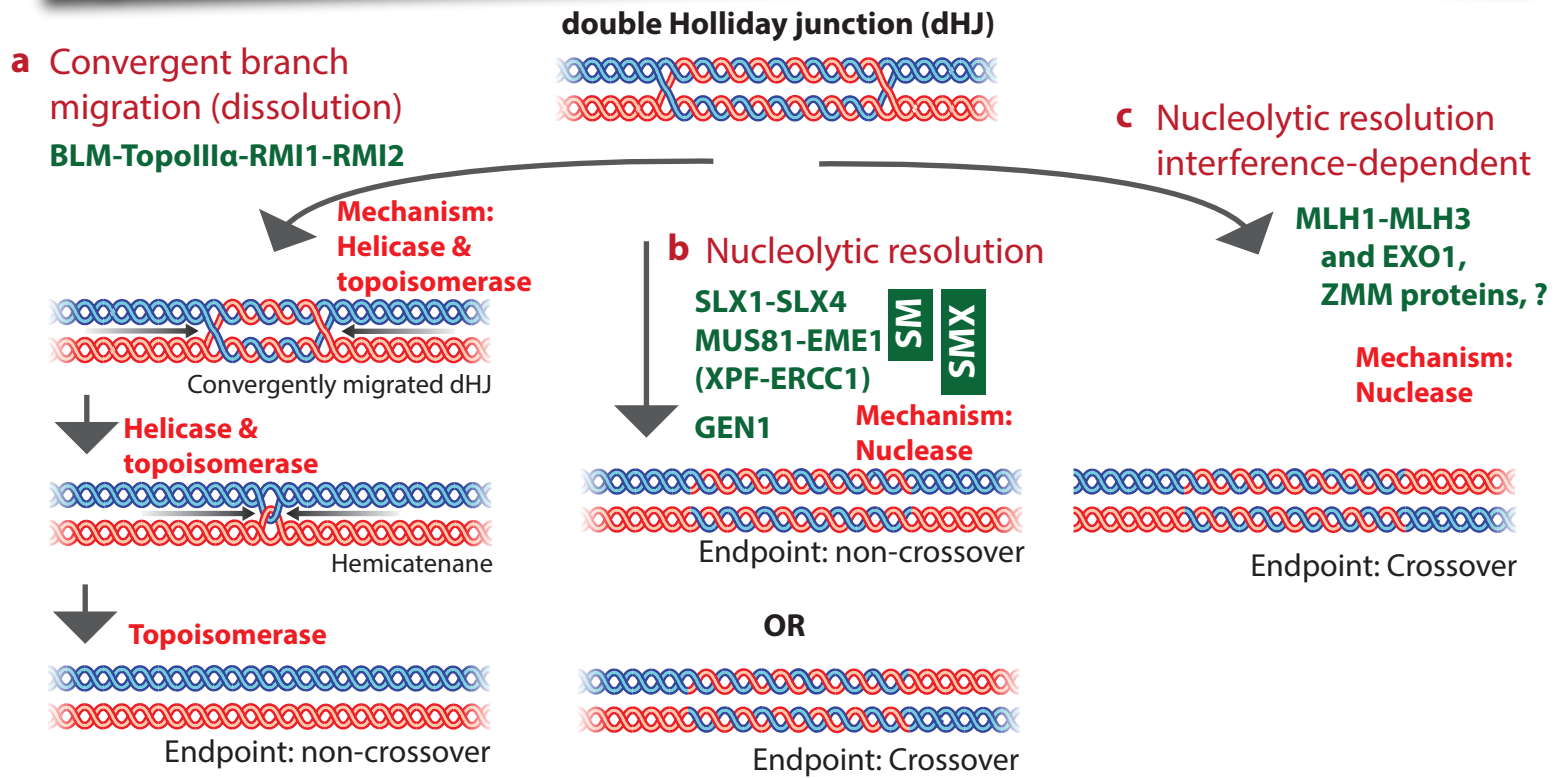 double Holliday junction (dHJ)
a Convergent branch
migration (dissolution)
BLM-TopoIIIα-RMI1-RMI2
Mechanism:
Helicase &
topoisomerase
Convergently migrated dHJ
Helicase &
topoisomerase
Hemicatenane
Topoisomerase
Endpoint: non-crossover
b Nucleolytic resolution
SLX1-SLX4
MUS81-EME1
(XPF-ERCC1)
GEN1
SM
SMX
Mechanism:
Nuclease
Endpoint: non-crossover
OR
Endpoint: Crossover
c Nucleolytic resolution
interference-dependent
MLH1-MLH3
and EXO1,
ZMM proteins, ?
Mechanism:
Nuclease
Endpoint: Crossover